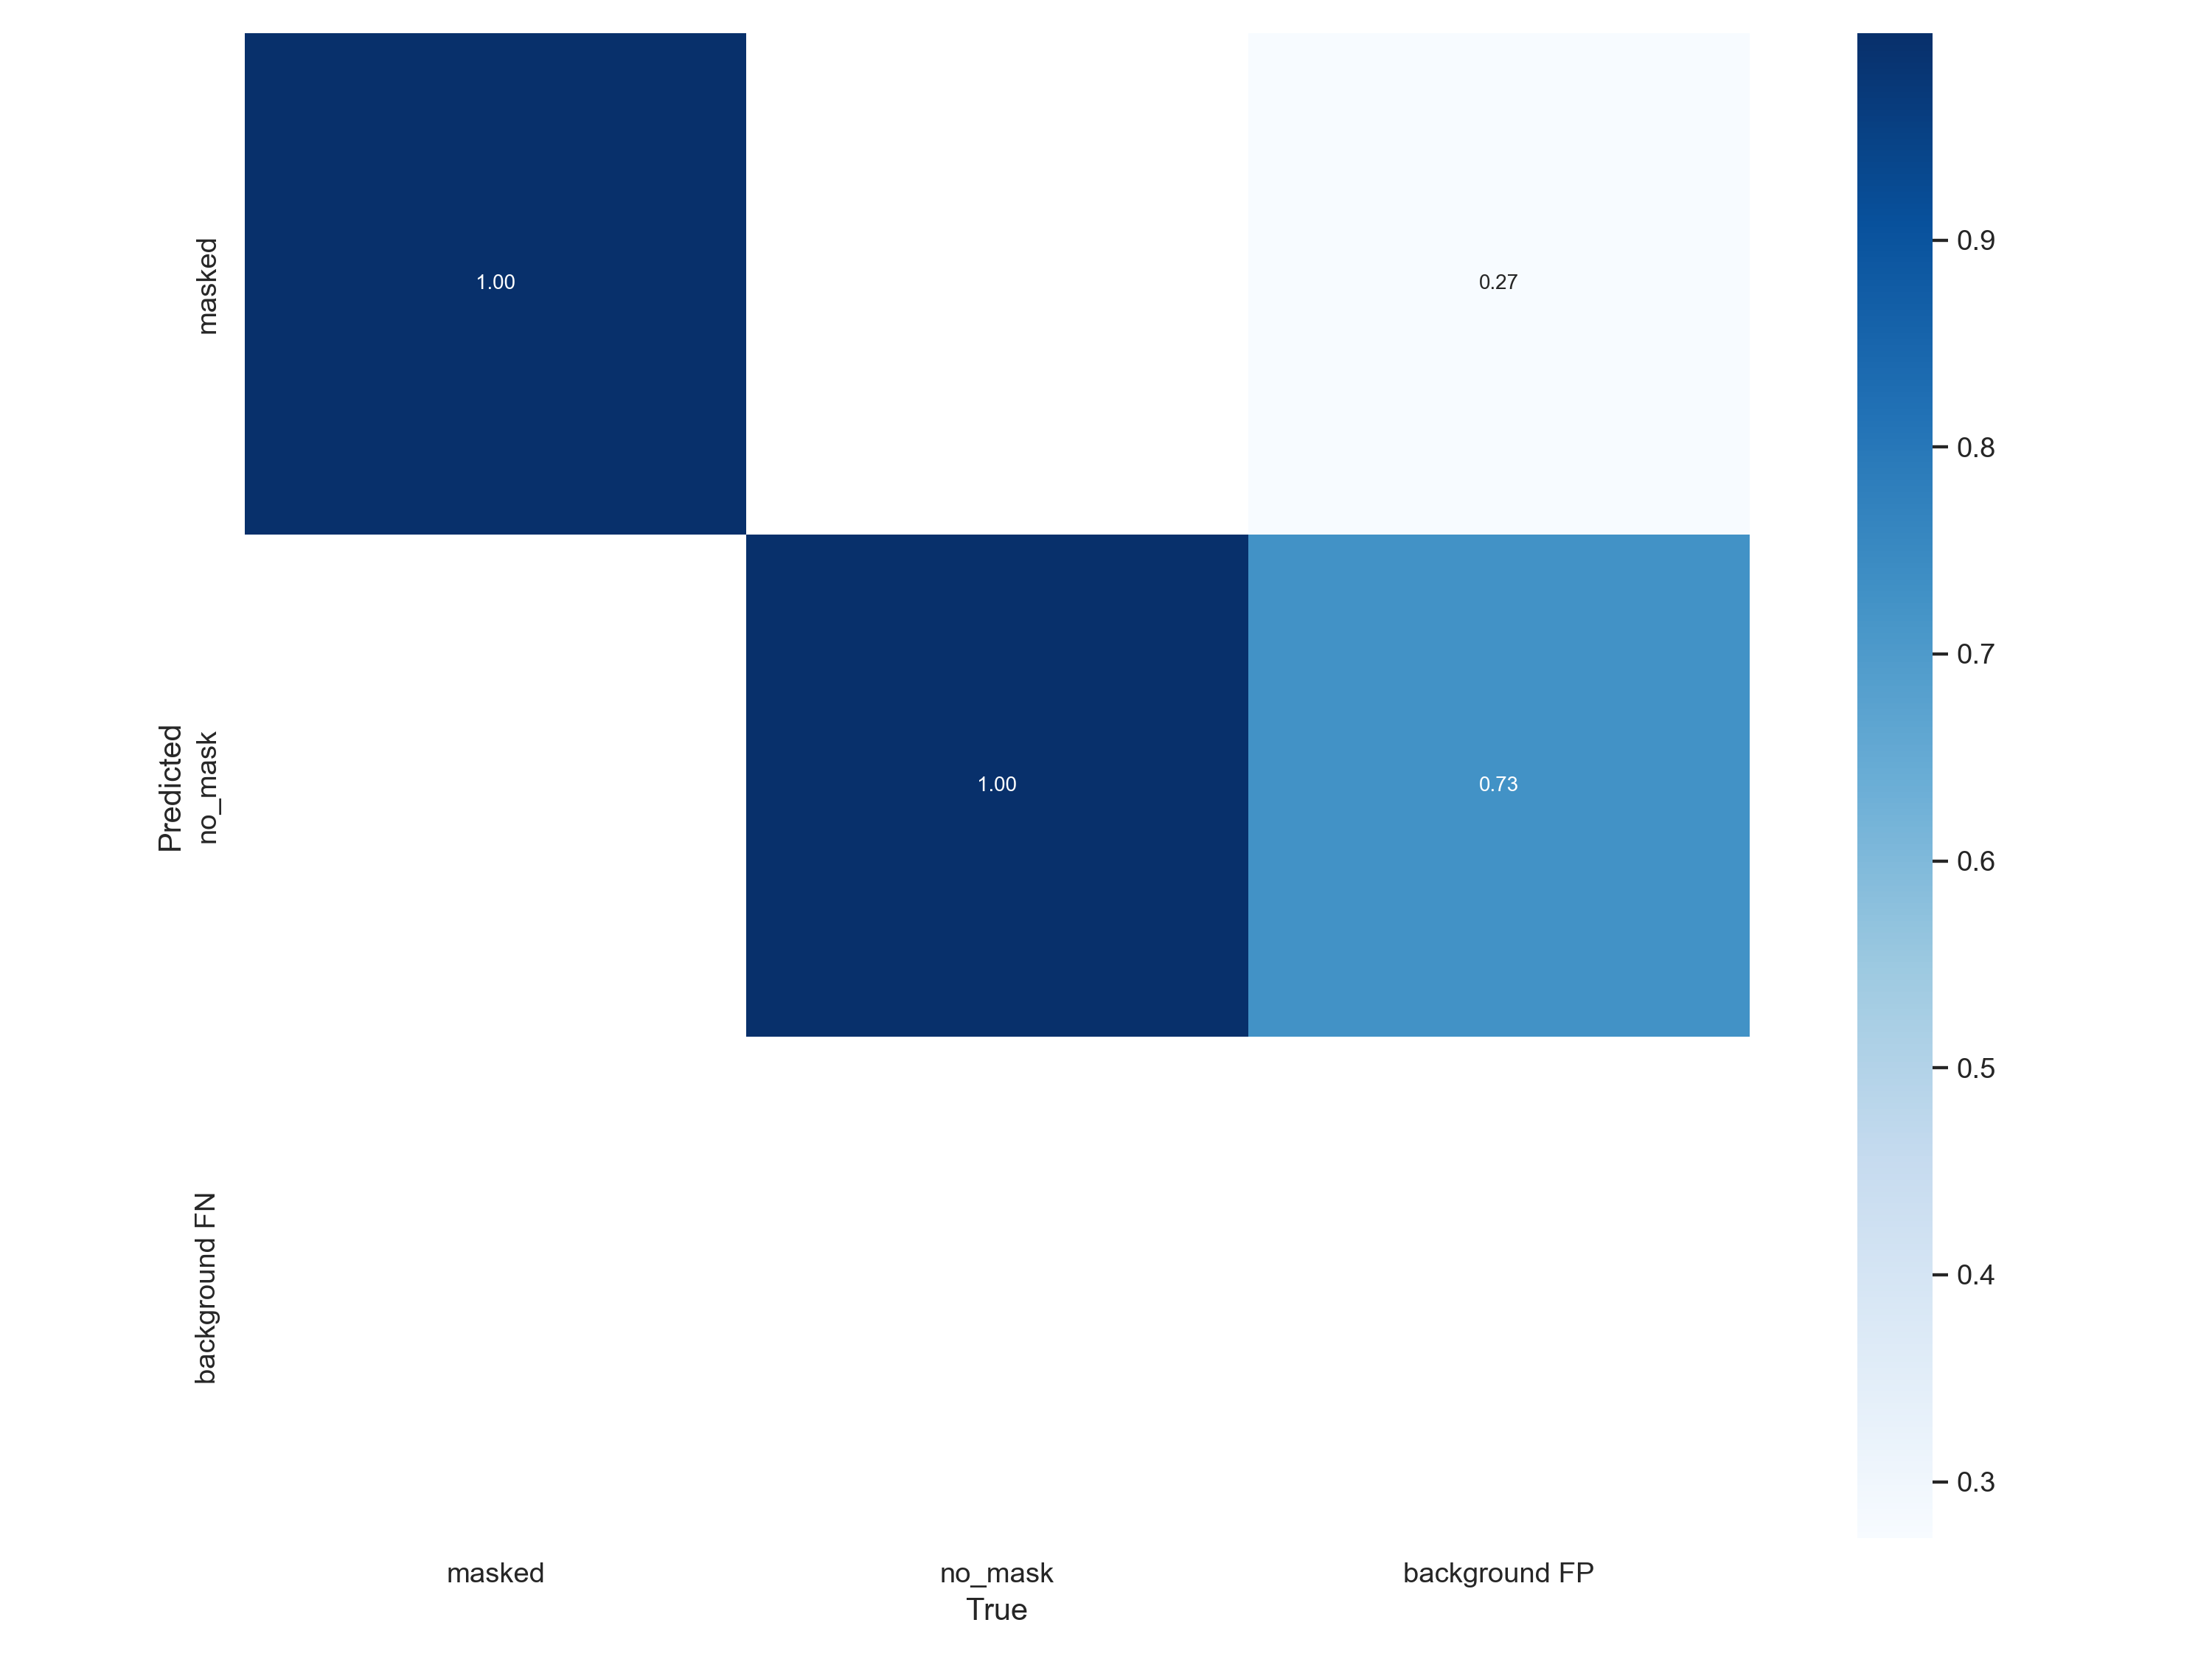 masked
no_mask
background FN
Predicted
1.00
0.27
1.00
0.73
masked
no_mask
background FP
True
0.9
0.8
0.7
0.6
0.5
0.4
0.3